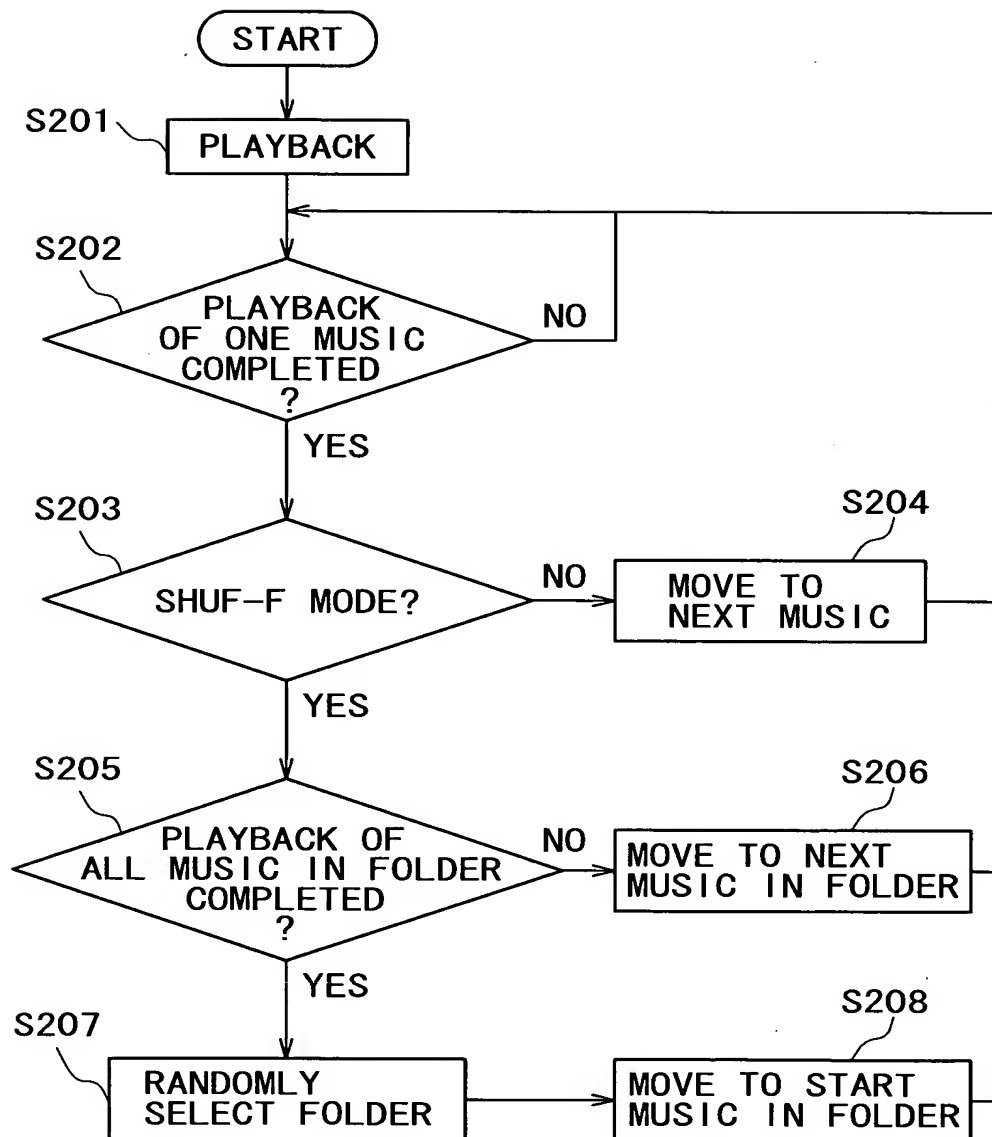 START
S201
PLAYBACK
S202
PLAYBACK
OF ONE MUSIC
COMPLETED
?
NO
YES
S203
SHUF-F MODE?
NO
S204
MOVE TO
NEXT MUSIC
YES
S205
PLAYBACK OF
ALL MUSIC IN FOLDER
COMPLETED
?
NO
S206
MOVE TO NEXT
MUSIC IN FOLDER
YES
S207
RANDOMLY
SELECT FOLDER
S208
MOVE TO START
MUSIC IN FOLDER